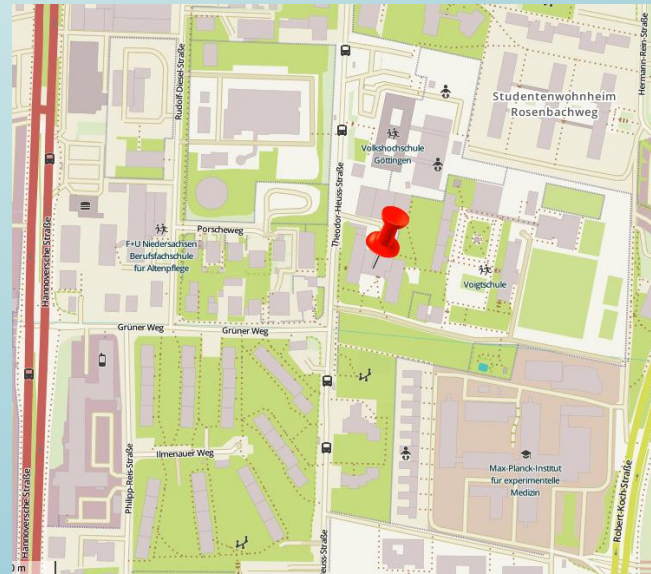 Rudolf-Diesel-Straße
Hermann-Rein-Straße
Studentenwohnheim
Rosenbachweg
Volkshochschule
Göttingen
Theodor-Heuss-Straße
Porscheweg
F+U Niedersachsen
Berufsfachschule
für Altenpflege
Hannoversche Straße
Voigtschule
Grüner Weg
Grüner Weg
Ilmenauer Weg
Philipp-Reis-Straße
Max-Planck-Institut
für experimentelle
Medizin
Robert-Koch-Straße
Hannoversche Straße
euss-Straße
0 m